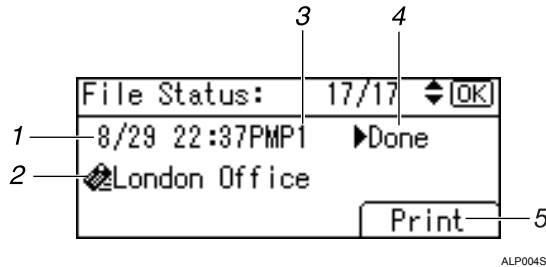 3 4
File Status: 17/17 OK
1 8/29 22:37PMP1 ▶Done
2 London Office
Print 5
ALP004S